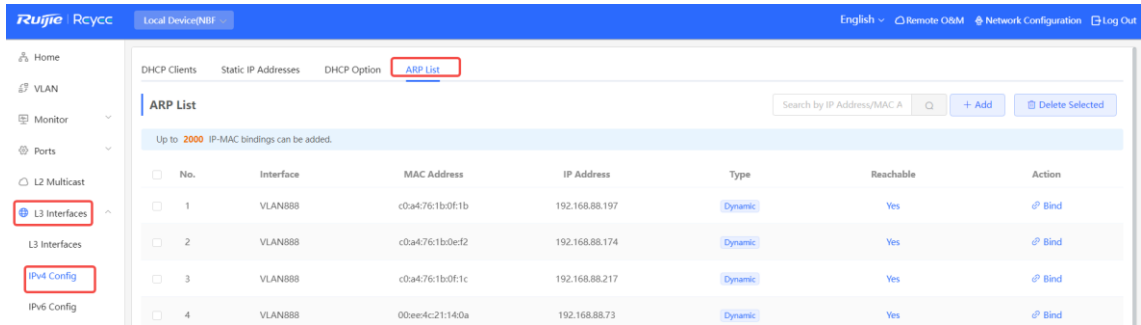 Ruijie | Rcycc Local Device(NBF English Remote O&M Network Configuration Log Out
Home
DHCP Clients Static IP Addresses DHCP Option ARP List
VLAN
ARP List Search by IP Address/MAC A + Add Delete Selected
Monitor
Up to 2000 IP-MAC bindings can be added.
Ports
No. Interface MAC Address IP Address Type Reachable Action
L2 Multicast
1 VLAN888 c0:a4:76:1b:0f:1b 192.168.88.197 Dynamic Yes Bind
L3 Interfaces
2 VLAN888 c0:a4:76:1b:0e:f2 192.168.88.174 Dynamic Yes Bind
L3 Interfaces
IPv4 Config
3 VLAN888 c0:a4:76:1b:0f:1c 192.168.88.217 Dynamic Yes Bind
IPv6 Config
4 VLAN888 00:ee:4c:21:14:0a 192.168.88.73 Dynamic Yes Bind